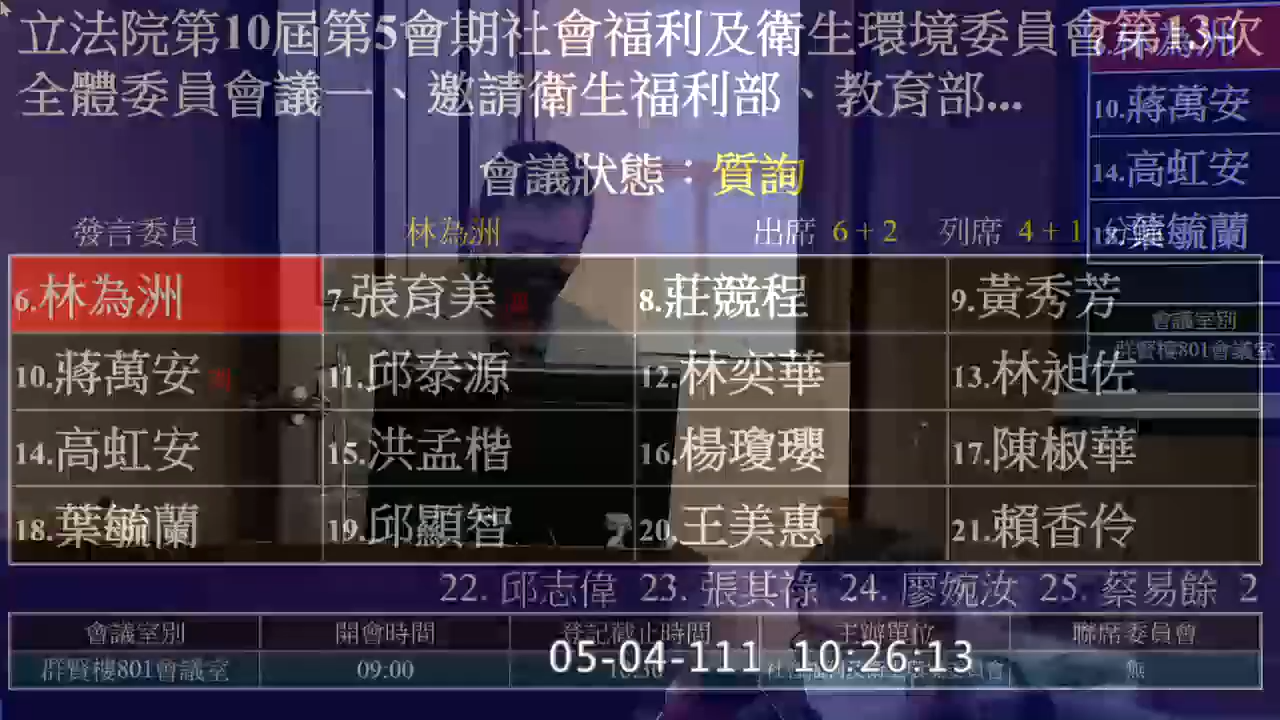 立法院第10屆第5會期社會福利及衛生環境委員會第13次
全體委員會議一、邀請衛生福利部、教育部...
會議狀態：質詢
發言委員 林為洲 出席 6+2 列席 4+1
6.林為洲 7.張育美 8.莊競程 9.黃秀芳
10.蔣萬安 11.邱泰源 12.林奕華 13.林昶佐
14.高虹安 15.洪孟楷 16.楊瓊瓔 17.陳椒華
18.葉毓蘭 19.邱顯智 20.王美惠 21.賴香伶
22. 邱志偉 23. 張其祿 24. 廖婉汝 25. 蔡易餘 2
會議室別 開會時間 登記截止時間 主辦單位 聯席委員會
群賢樓801會議室 09:00 10:30 無
05-04-111 10:26:13
10.蔣萬安
14.高虹安
18.葉毓蘭
會議室別
群賢樓801會議室